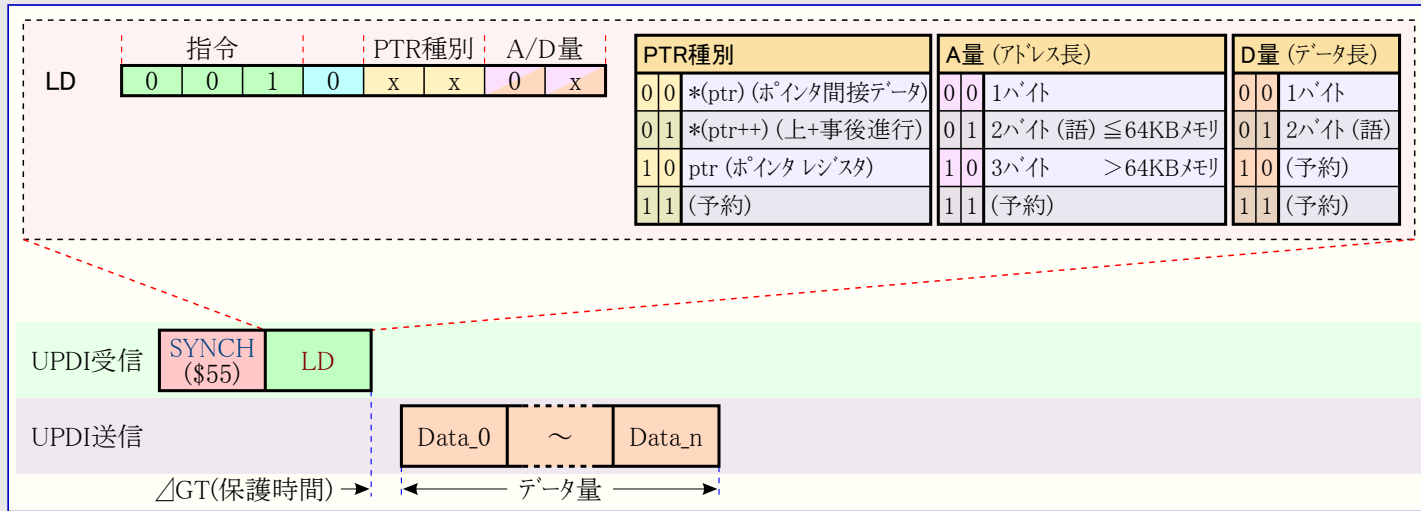 指令 PTR種別 A/D量
LD 0 0 1 0 x x 0 x
PTR種別
0 0 *(ptr) (ポインタ間接データ)
0 1 *(ptr++) (上+事後進行)
1 0 ptr (ポインタ レジスタ)
1 1 (予約)
A量 (アドレス長)
0 0 1バイト
0 1 2バイト (語) ≦64KBメモリ
1 0 3バイト >64KBメモリ
1 1 (予約)
D量 (データ長)
0 0 1バイト
0 1 2バイト (語)
1 0 (予約)
1 1 (予約)
UPDI受信 SYNCH
($55) LD
UPDI送信 Data_0 ～ Data_n
⊿GT(保護時間) データ量